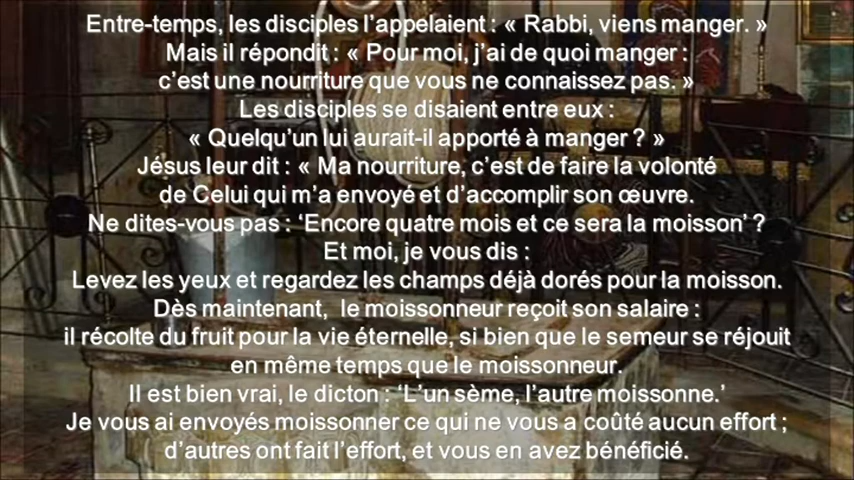 Entre-temps, les disciples l’appelaient : « Rabbi, viens manger. »
Mais il répondit : « Pour moi, j’ai de quoi manger :
c’est une nourriture que vous ne connaissez pas. »
Les disciples se disaient entre eux :
« Quelqu’un lui aurait-il apporté à manger ? »
Jésus leur dit : « Ma nourriture, c’est de faire la volonté
de Celui qui m’a envoyé et d’accomplir son œuvre.
Ne dites-vous pas : ‘Encore quatre mois et ce sera la moisson’ ?
Et moi, je vous dis :
Levez les yeux et regardez les champs déjà dorés pour la moisson.
Dès maintenant,  le moissonneur reçoit son salaire :
il récolte du fruit pour la vie éternelle, si bien que le semeur se réjouit
en même temps que le moissonneur.
Il est bien vrai, le dicton : ‘L’un sème, l’autre moissonne.’
Je vous ai envoyés moissonner ce qui ne vous a coûté aucun effort ;
d’autres ont fait l’effort, et vous en avez bénéficié.